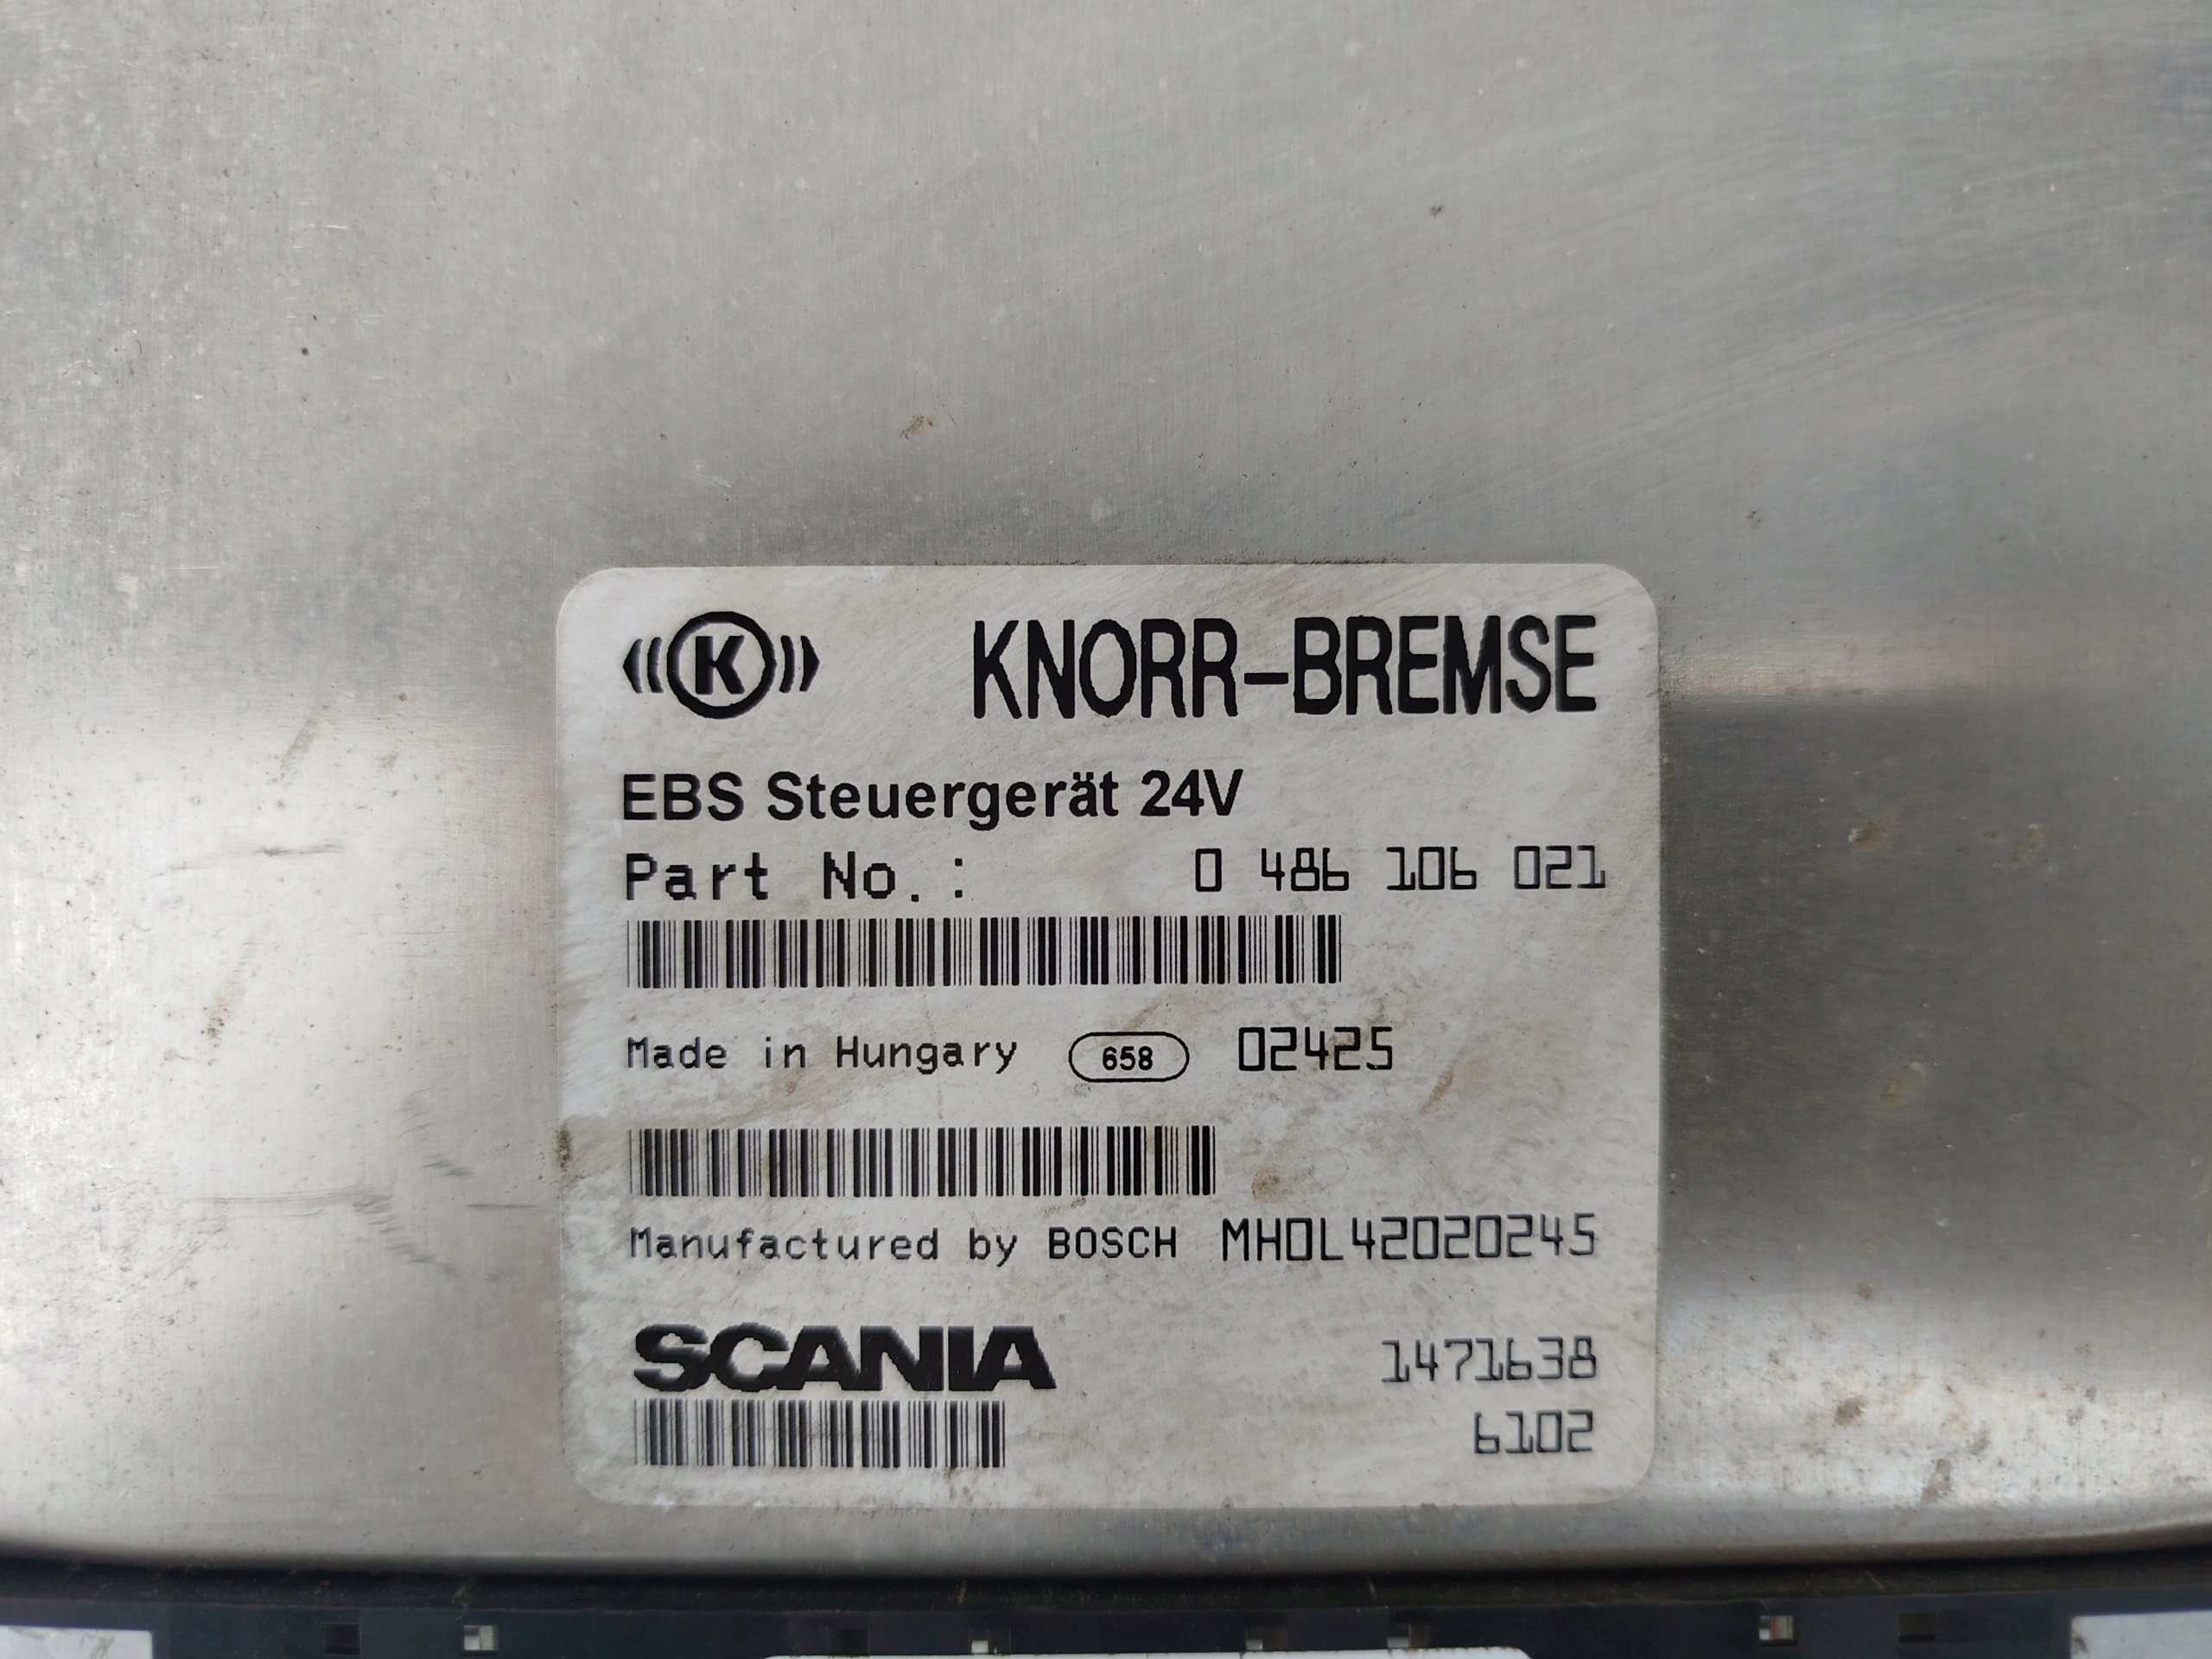 K KNORR-BREMSE
EBS Steuergerät 24V
Part No.: 0 486 106 021
Made in Hungary 658 02425
Manufactured by BOSCH MHOL42020245
SCANIA 1471638
6102